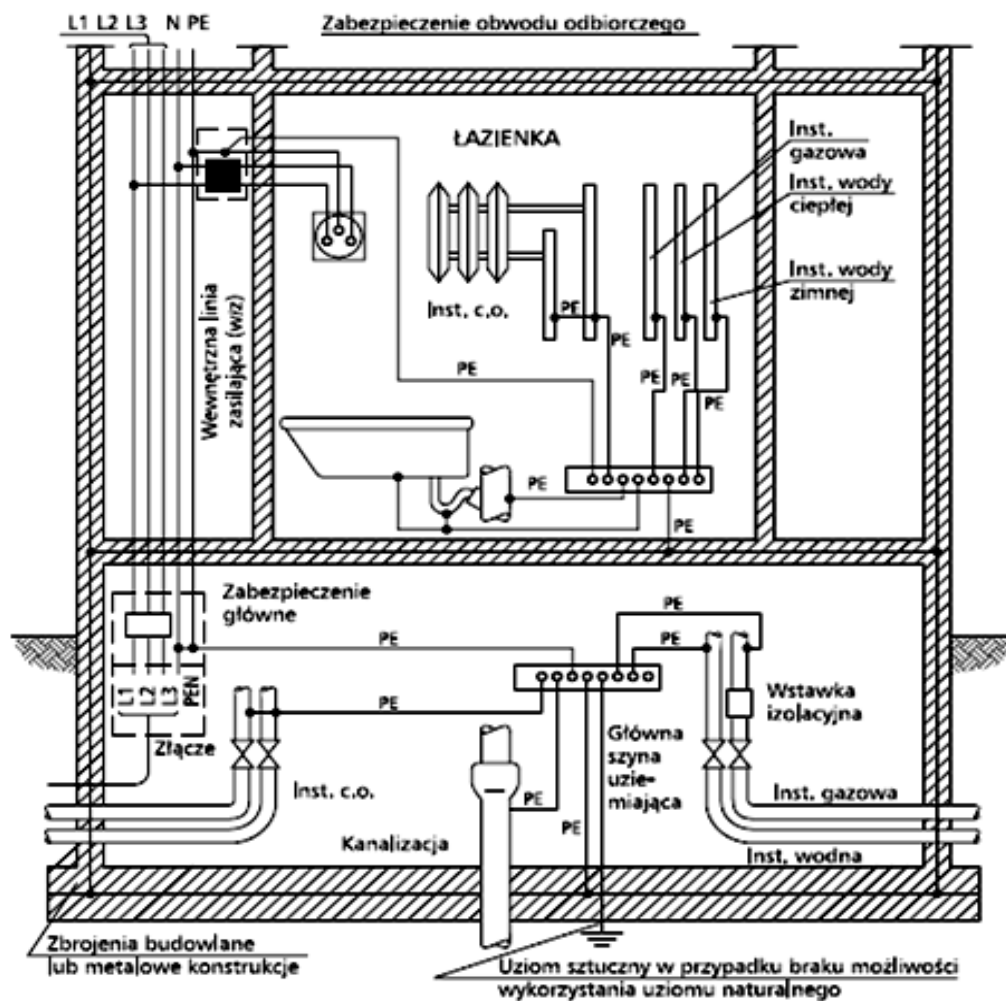 L1 L2 L3 N PE
Zabezpieczenie obwodu odbiorczego
ŁAZIENKA
Inst.
gazowa
Inst. wody
ciepłej
Inst. wody
zimnej
Inst. c.o.
PE
PE
PE
PE
PE
PE
PE
PE
Wewnętrzna linia
zasilająca (wlz)
Zabezpieczenie
główne
L1
L2
L3
PEN
Złącze
PE
PE
PE
PE
PE
PE
Główna
szyna
uzie-
miająca
Wstawka
izolacyjna
Inst. c.o.
Inst. gazowa
Kanalizacja
Inst. wodna
Zbrojenia budowlane
lub metalowe konstrukcje
Uziom sztuczny w przypadku braku możliwości
wykorzystania uziomu naturalnego